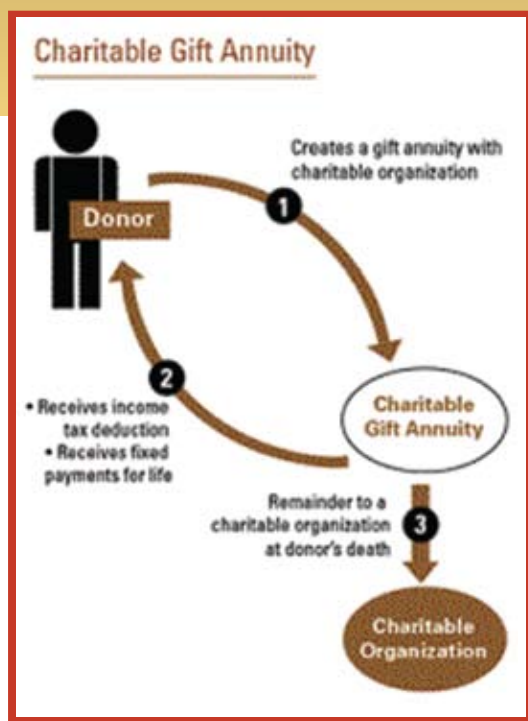 Charitable Gift Annuity
Creates a gift annuity with
charitable organization
1
Donor
2
• Receives income
tax deduction
• Receives fixed
payments for life
Charitable
Gift Annuity
Remainder to a
charitable organization
at donor's death
3
Charitable
Organization